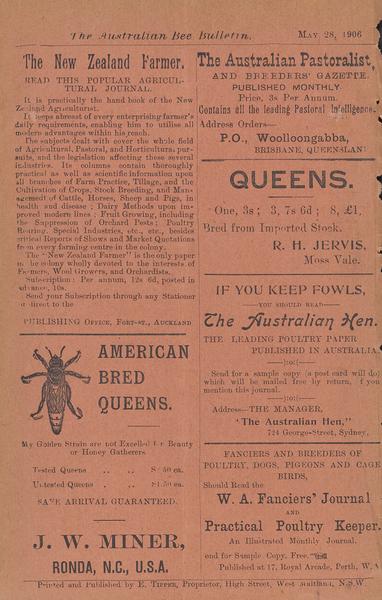 The Australian Bee Bulletin. MAY 28, 1906
The New Zealand Farmer.
READ THIS POPULAR AGRICUL-
TURAL JOURNAL.
It is practically the hand book of the New
Zealand Agriculturist.
It keeps abreast of every enterprising farmer's
daily requirements, enabling him to utilise all
modern advantages within his reach.
The subjects dealt with cover the whole field
of Agricultural, Pastoral, and Horticultural pur-
suits, and the legislation affecting those several
industries. Its columns contain thoroughly
practical as well as scientific information upon
all branches of Farm Practice, Tillage, and the
Cultivation of Crops, Stock Breeding, and Man-
agement of Cattle, Horses, Sheep and Pigs, in
health and disease; Dairy Methods upon Im-
proved modern lines; Fruit Growing, including
the Suppression of Orchard Pests; Poultry
Rearing, Special Industries, etc., etc., besides
critical Reports of Shows and Market Quotations
from every farming centre in the colony.
The "New Zealand Farmer" is the only paper
in the colony wholly devoted to the interests of
Farmers, Wool Growers, and Orchardists.
Subscription: Per annum, 12s 6d, posted in
advance, 10s.
Send your Subscription through any Stationer
or direct to the
PUBLISHING OFFICE, FORT-ST., AUCKLAND
AMERICAN
BRED
QUEENS.
My Golden Strain are not Excelled for Beauty
or Honey Gatherers
Tested Queens .. .. ea.
Untested Queens .. $1.50 ea.
SAFE ARRIVAL GUARANTEED.
J. W. MINER,
RONDA, N.C., U.S.A.
The Australian Pastoralist,
AND BREEDERS' GAZETTE.
PUBLISHED MONTHLY
Price, 3s Per Annum.
Contains all the leading Pastoral Intelligence.
Address Orders—
P.O., Woolloongabba,
BRISBANE, QUEENSLAND
QUEENS.
One, 3s; 3, 7s 6d; 8, £1,
Bred from Imported Stock.
R. H. JERVIS,
Moss Vale.
IF YOU KEEP FOWLS,
—YOU SHOULD READ—
The Australian Hen.
THE LEADING POULTRY PAPER
PUBLISHED IN AUSTRALIA.
——):o:(——
Send for a sample copy (a post card will do)
which will be mailed free by return, if you
mention this journal.
——):o:(——
Address—THE MANAGER,
"The Australian Hen,"
724 George-Street, Sydney.
FANCIERS AND BREEDERS OF
POULTRY, DOGS, PIGEONS AND CAGE
BIRDS,
Should Read the
W. A. Fanciers' Journal
AND
Practical Poultry Keeper.
An Illustrated Monthly Journal.
Send for Sample Copy, Free.
Published at 17, Royal Arcade, Perth, W.A
Printed and Published by E. TIPPER, Proprietor, High Street, West Maitland, N.S.W.